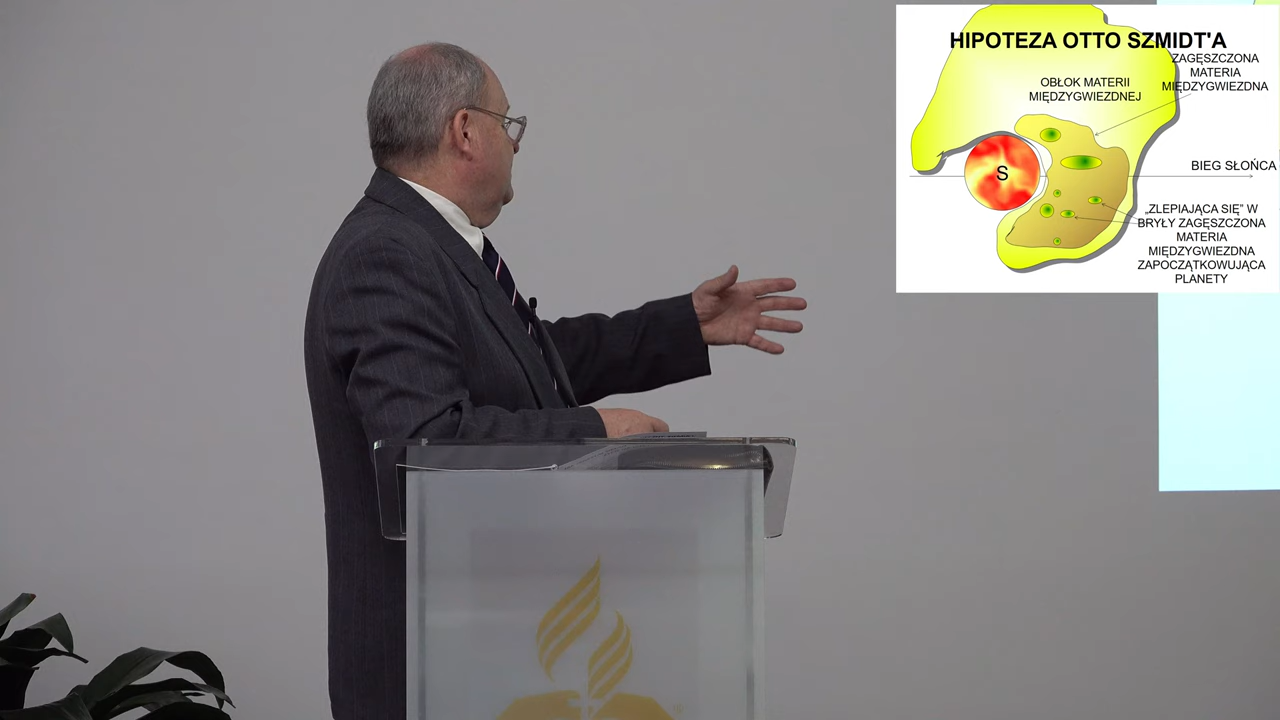 HIPOTEZA OTTO SZMIDT'A
ZAGĘSZCZONA
MATERIA
MIĘDZYGWIEZDNA
OBŁOK MATERII
MIĘDZYGWIEZDNEJ
S
BIEG SŁOŃCA
„ZLEPIAJĄCA SIĘ” W
BRYŁY ZAGĘSZCZONA
MATERIA
MIĘDZYGWIEZDNA
ZAPOCZĄTKOWUJĄCA
PLANETY